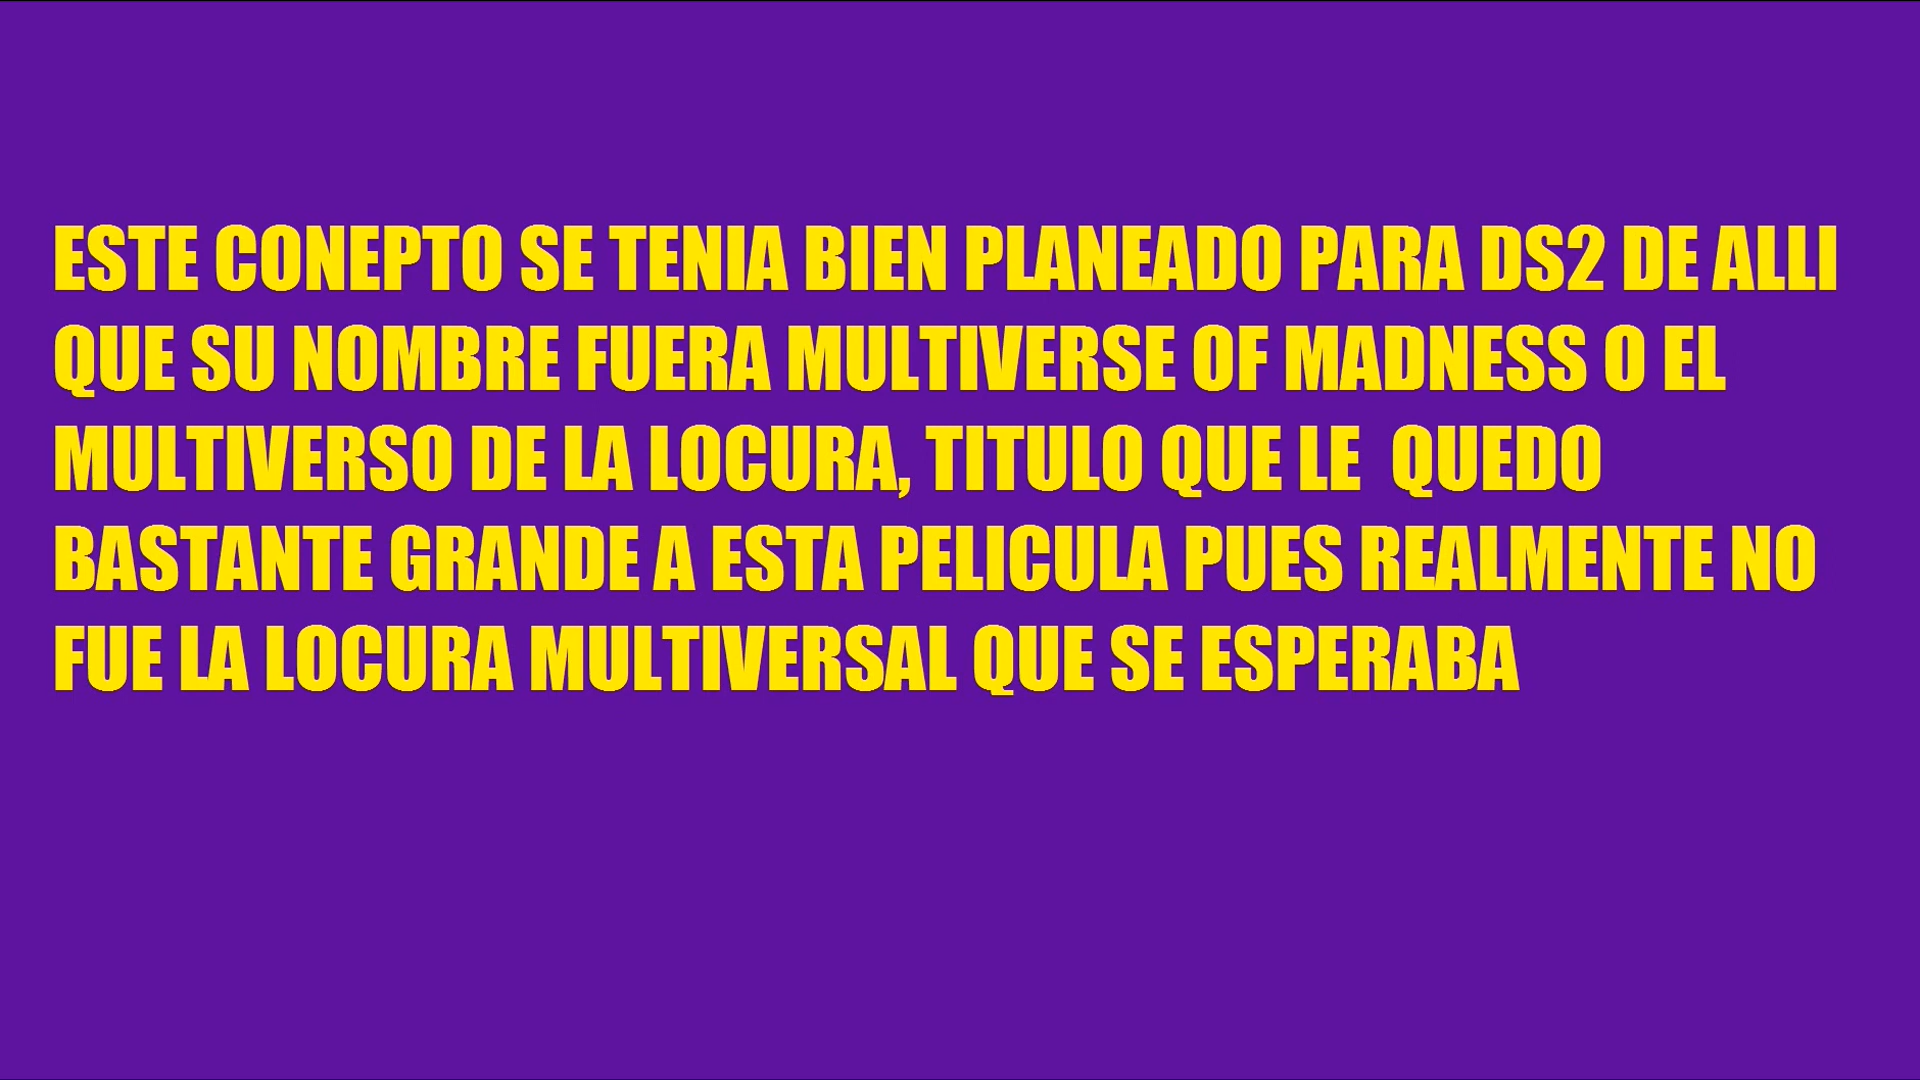 ESTE CONEPTO SE TENIA BIEN PLANEADO PARA DS2 DE ALLI
QUE SU NOMBRE FUERA MULTIVERSE OF MADNESS O EL
MULTIVERSO DE LA LOCURA, TITULO QUE LE  QUEDO
BASTANTE GRANDE A ESTA PELICULA PUES REALMENTE NO
FUE LA LOCURA MULTIVERSAL QUE SE ESPERABA